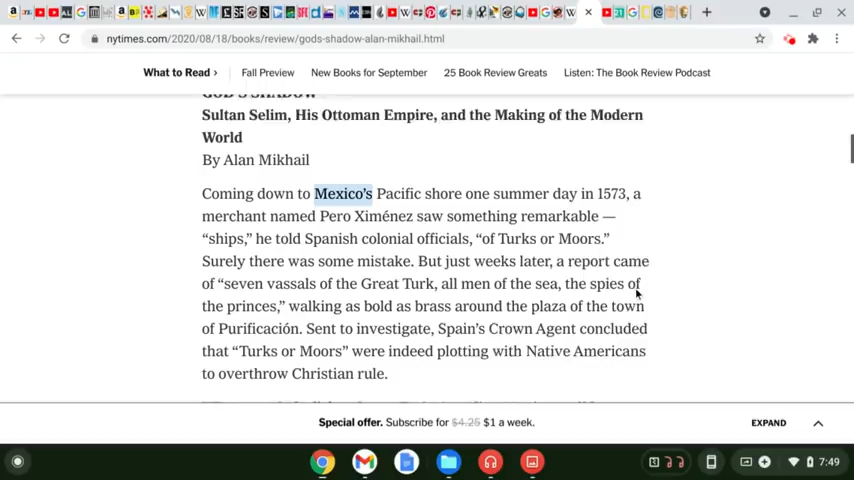 nytimes.com/2020/08/18/books/review/gods-shadow-alan-mikhail.html
What to Read › Fall Preview New Books for September 25 Book Review Greats Listen: The Book Review Podcast
GOD'S SHADOW
Sultan Selim, His Ottoman Empire, and the Making of the Modern
World
By Alan Mikhail
Coming down to Mexico’s Pacific shore one summer day in 1573, a
merchant named Pero Ximénez saw something remarkable —
“ships,” he told Spanish colonial officials, “of Turks or Moors.”
Surely there was some mistake. But just weeks later, a report came
of “seven vassals of the Great Turk, all men of the sea, the spies of
the princes,” walking as bold as brass around the plaza of the town
of Purificación. Sent to investigate, Spain’s Crown Agent concluded
that “Turks or Moors” were indeed plotting with Native Americans
to overthrow Christian rule.
Special offer. Subscribe for $4.25 $1 a week. EXPAND
7:49